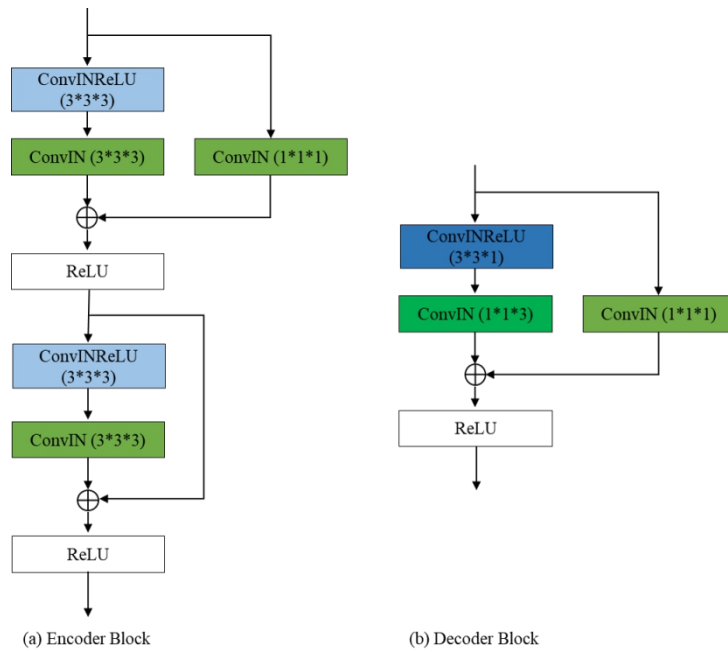 ConvINReLU
(3*3*3)
ConvIN (3*3*3)
ConvIN (1*1*1)
ReLU
ConvINReLU
(3*3*3)
ConvIN (3*3*3)
ReLU
(a) Encoder Block
ConvINReLU
(3*3*1)
ConvIN (1*1*3)
ConvIN (1*1*1)
ReLU
(b) Decoder Block